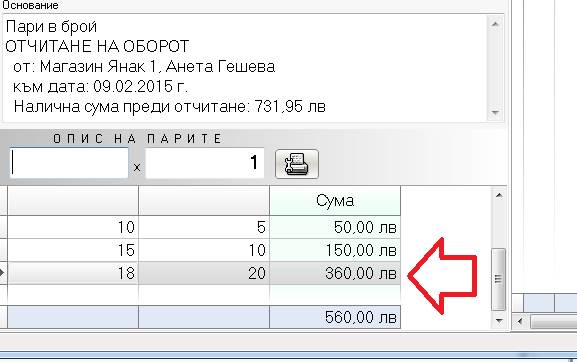 Основание
Пари в брой
ОТЧИТАНЕ НА ОБОРОТ
от: Магазин Янак 1, Анета Гешева
към дата: 09.02.2015 г.
Налична сума преди отчитане: 731,95 лв
ОПИС НА ПАРИТЕ
x 1
Сума
10 5 50,00 лв
15 10 150,00 лв
18 20 360,00 лв
560,00 лв